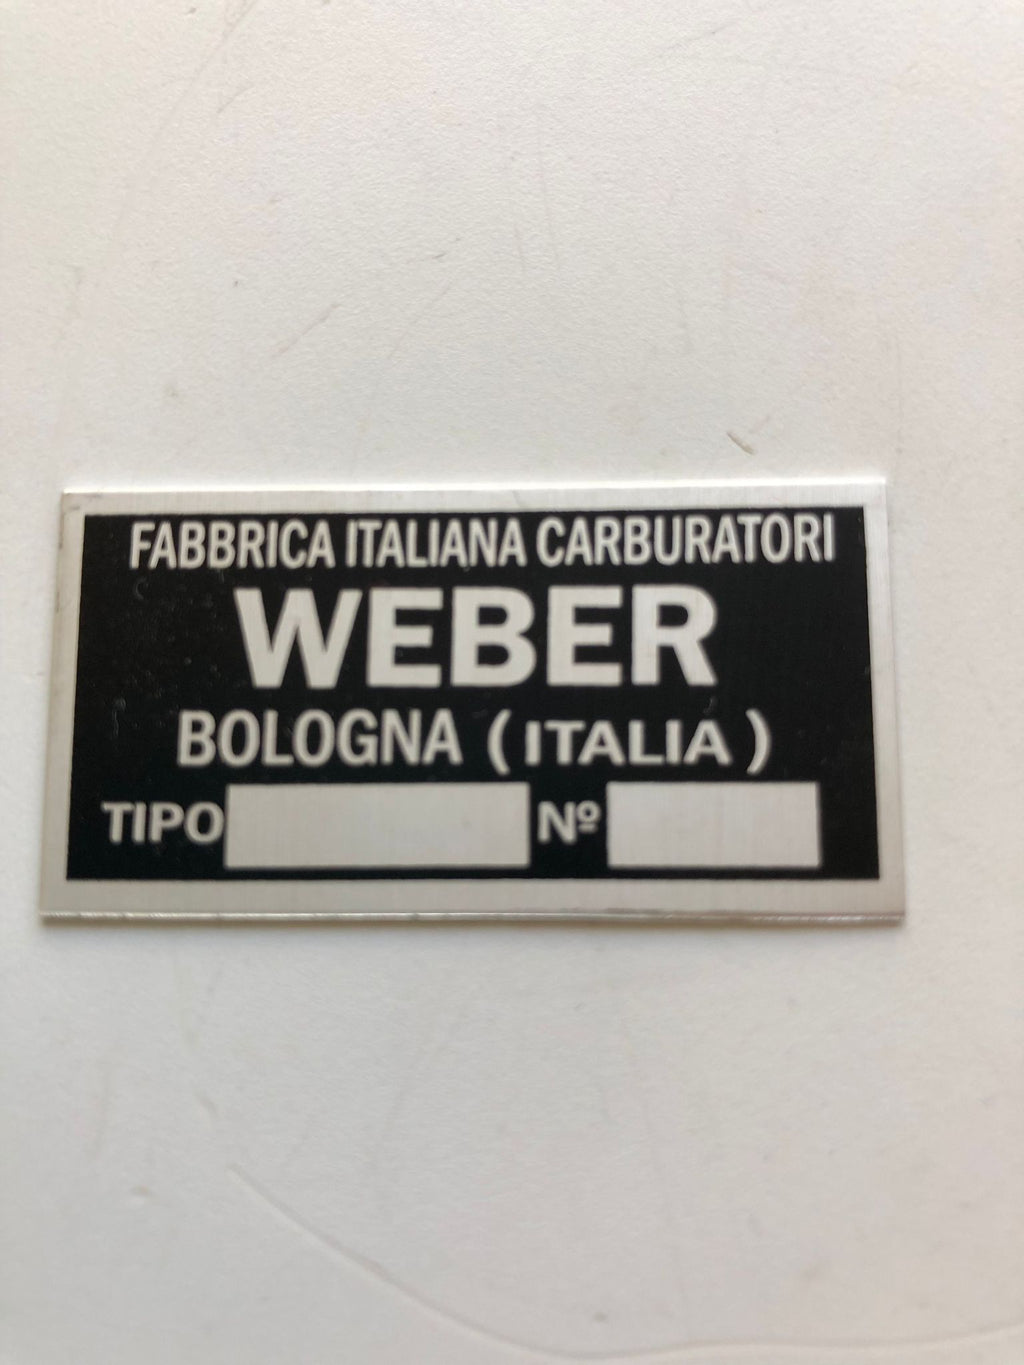 FABBRICA ITALIANA CARBURATORI
WEBER
BOLOGNA (ITALIA)
TIPO Nº